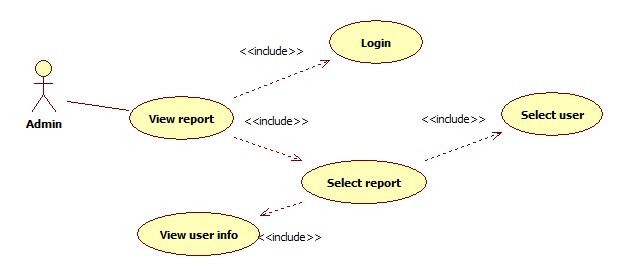 Login
<<include>>
Admin
View report
<<include>>
<<include>>
Select user
Select report
View user info
<<include>>